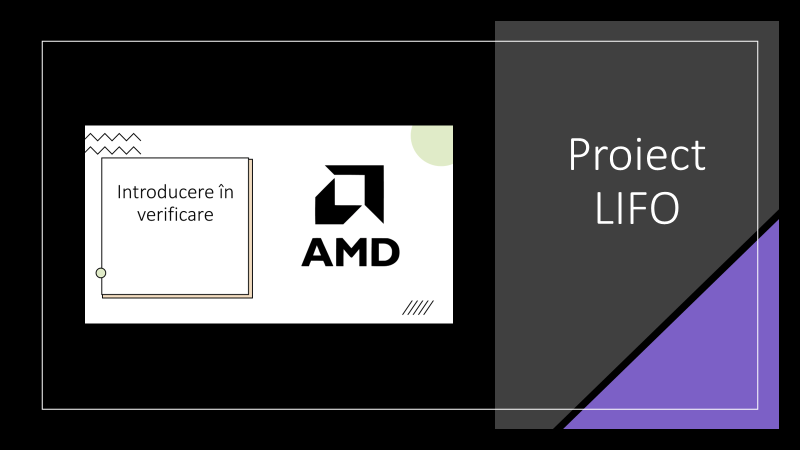 Introducere în
verificare
AMD
Proiect
LIFO